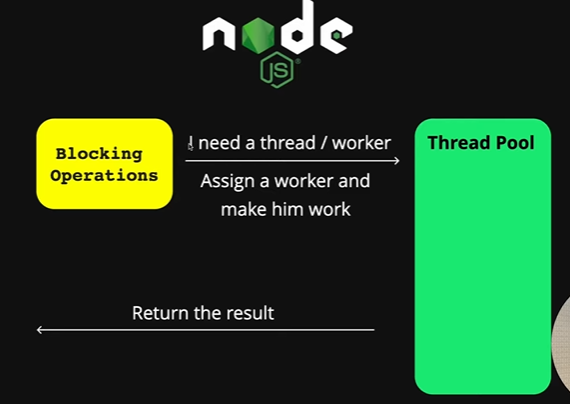 node
JS
Blocking
Operations
I need a thread / worker
Assign a worker and
make him work
Thread Pool
Return the result